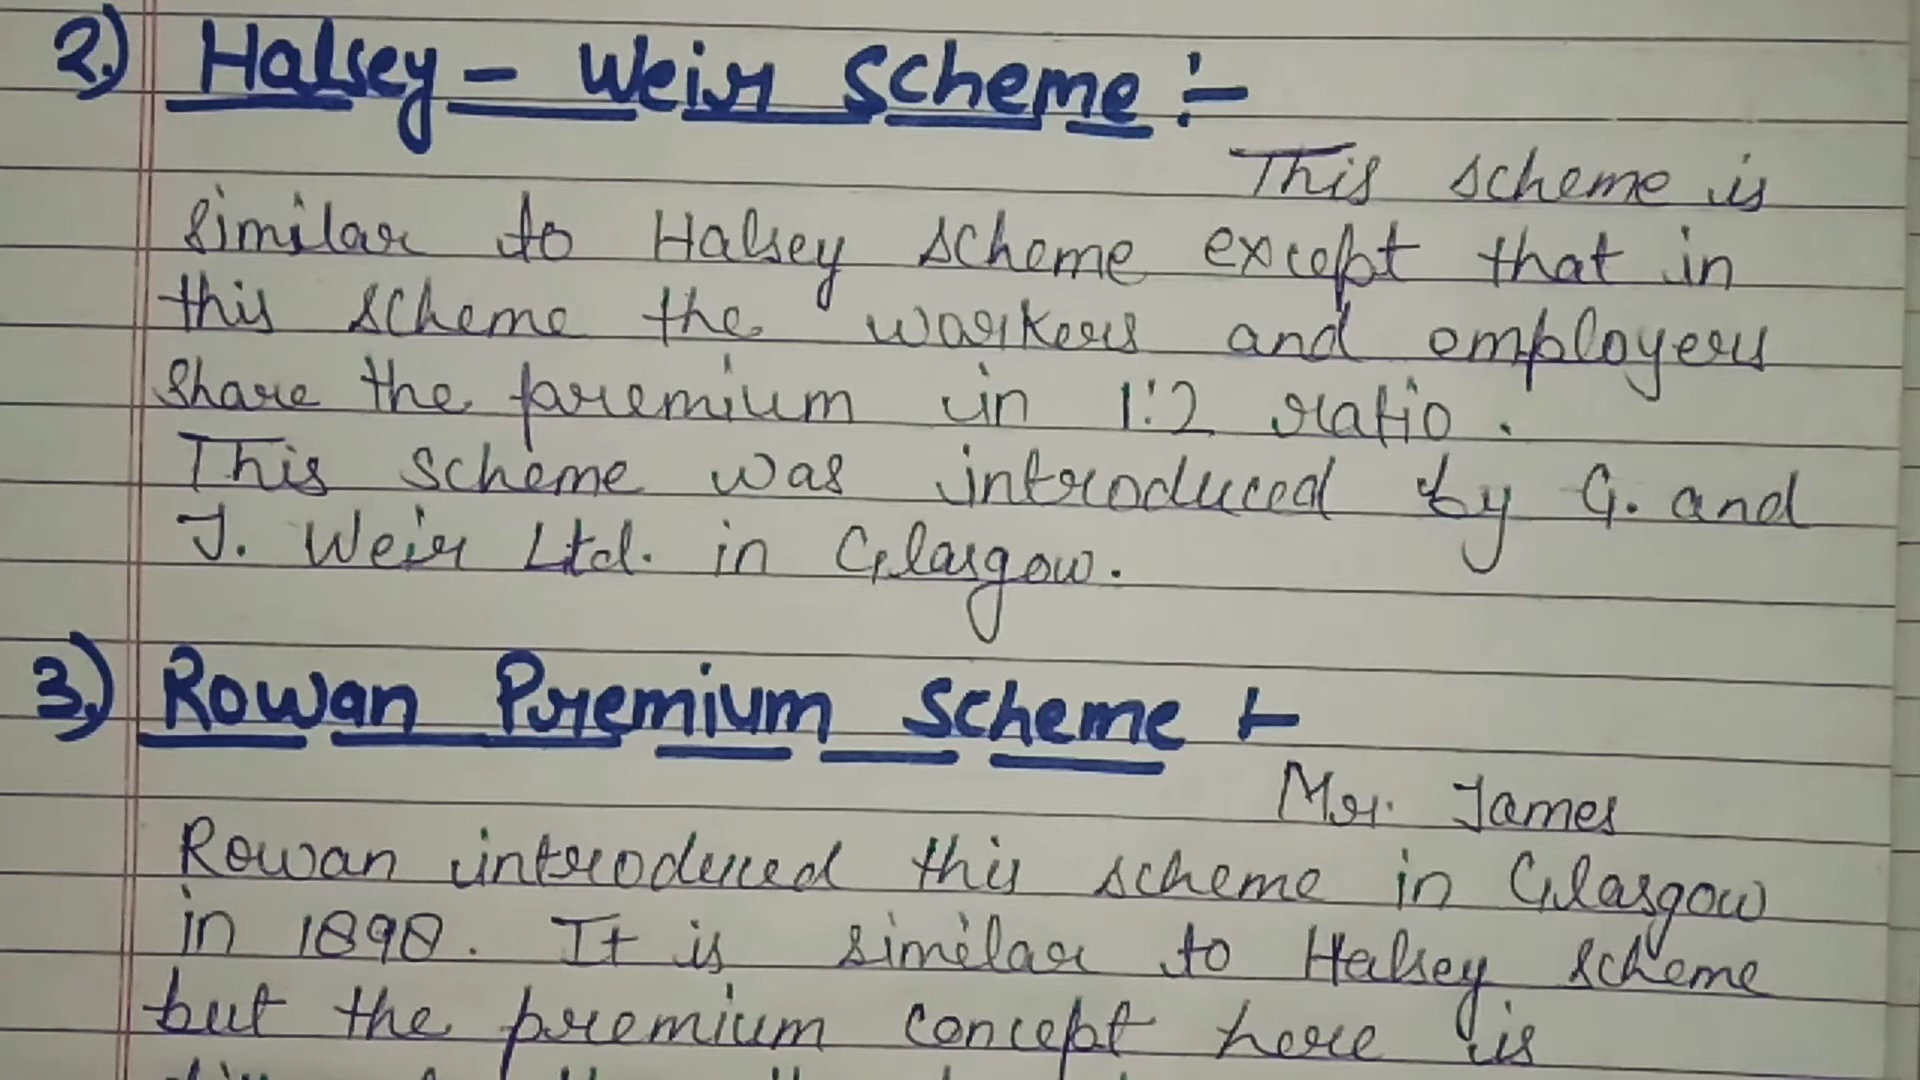 2.) Halsey - Weir Scheme :-
This scheme is
similar to Halsey scheme except that in
this scheme the workers and employers
share the premium in 1:2 ratio.
This scheme was introduced by G. and
J. Weir Ltd. in Glasgow.
3.) Rowan Premium Scheme :-
Mr. James
Rowan introduced this scheme in Glasgow
in 1898. It is similar to Halsey scheme
but the premium concept here is